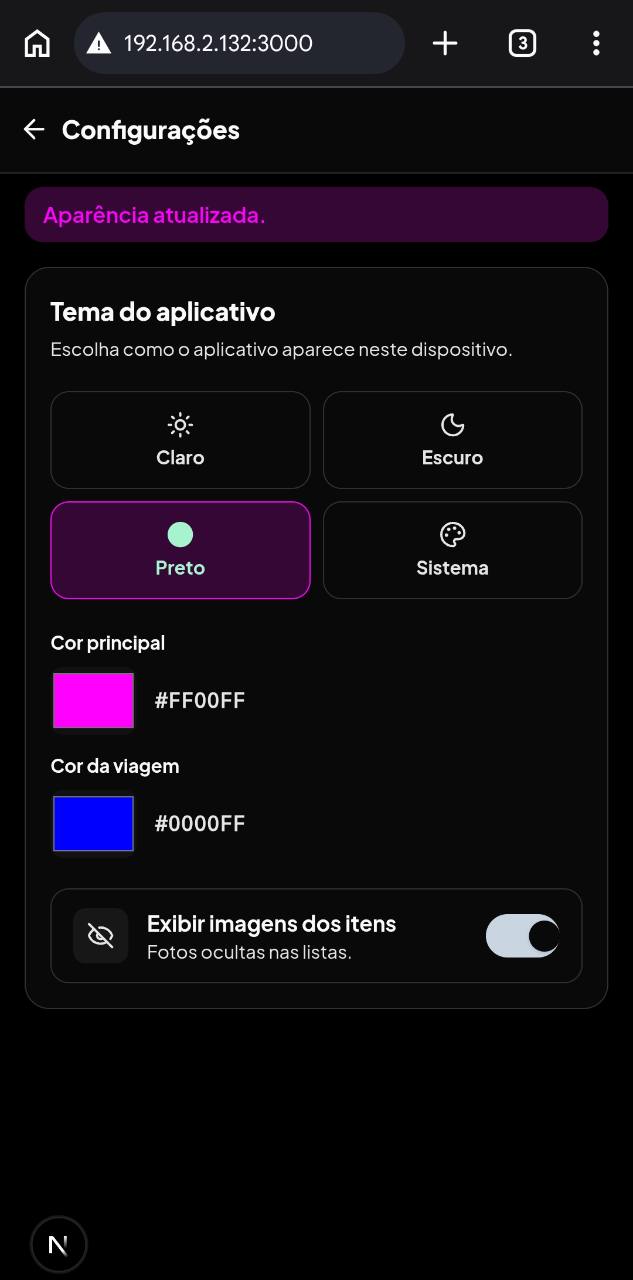 192.168.2.132:3000
3
Configurações
Aparência atualizada.
Tema do aplicativo
Escolha como o aplicativo aparece neste dispositivo.
Claro
Escuro
Preto
Sistema
Cor principal
#FF00FF
Cor da viagem
#0000FF
Exibir imagens dos itens
Fotos ocultas nas listas.
N